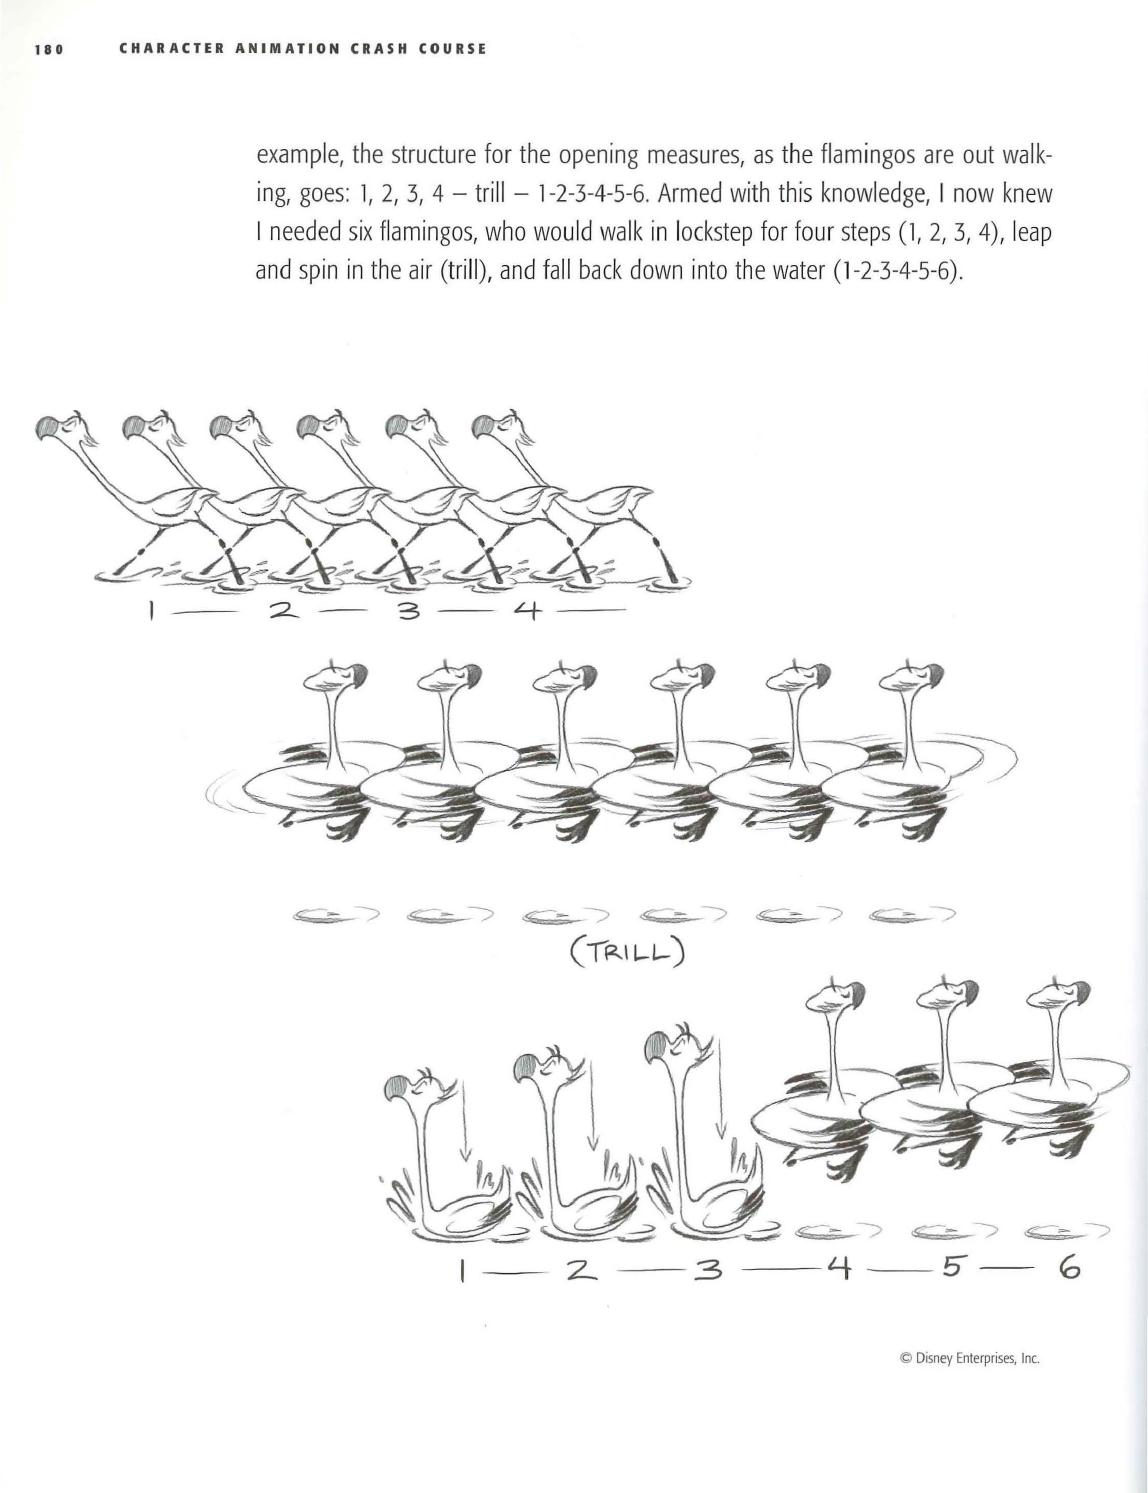 180 CHARACTER ANIMATION CRASH COURSE
example, the structure for the opening measures, as the flamingos are out walk-
ing, goes: 1, 2, 3, 4 – trill – 1-2-3-4-5-6. Armed with this knowledge, I now knew
I needed six flamingos, who would walk in lockstep for four steps (1, 2, 3, 4), leap
and spin in the air (trill), and fall back down into the water (1-2-3-4-5-6).
1 — 2 — 3 — 4 —
(TRILL)
1 — 2 — 3 — 4 — 5 — 6
© Disney Enterprises, Inc.